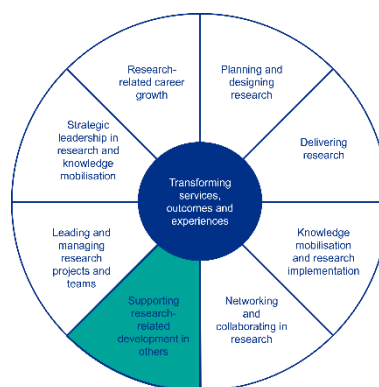 Research-
related career
growth
Planning and
designing
research
Strategic
leadership in
research and
knowledge
mobilisation
Delivering
research
Transforming
services,
outcomes and
experiences
Leading and
managing
research
projects and
teams
Knowledge
mobilisation
and research
implementation
Supporting
research-
related
development in
others
Networking
and
collaborating in
research